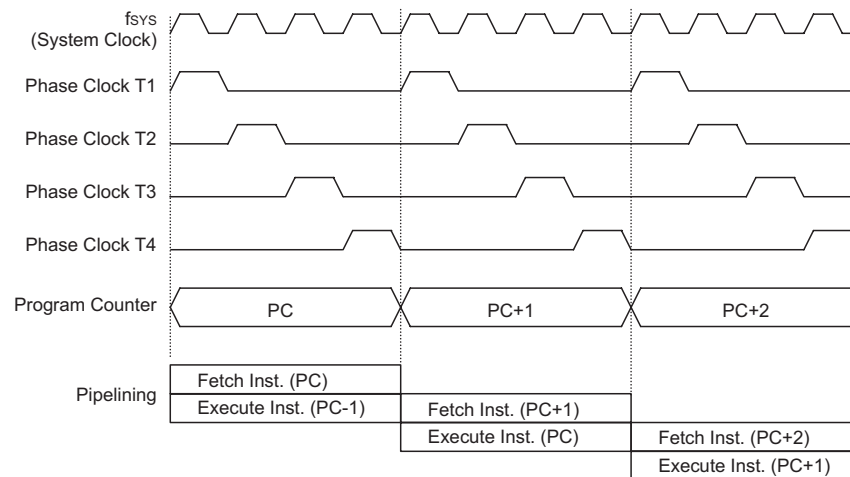 fSYS
(System Clock)
Phase Clock T1
Phase Clock T2
Phase Clock T3
Phase Clock T4
Program Counter
PC
PC+1
PC+2
Pipelining
Fetch Inst. (PC)
Execute Inst. (PC-1)
Fetch Inst. (PC+1)
Execute Inst. (PC)
Fetch Inst. (PC+2)
Execute Inst. (PC+1)